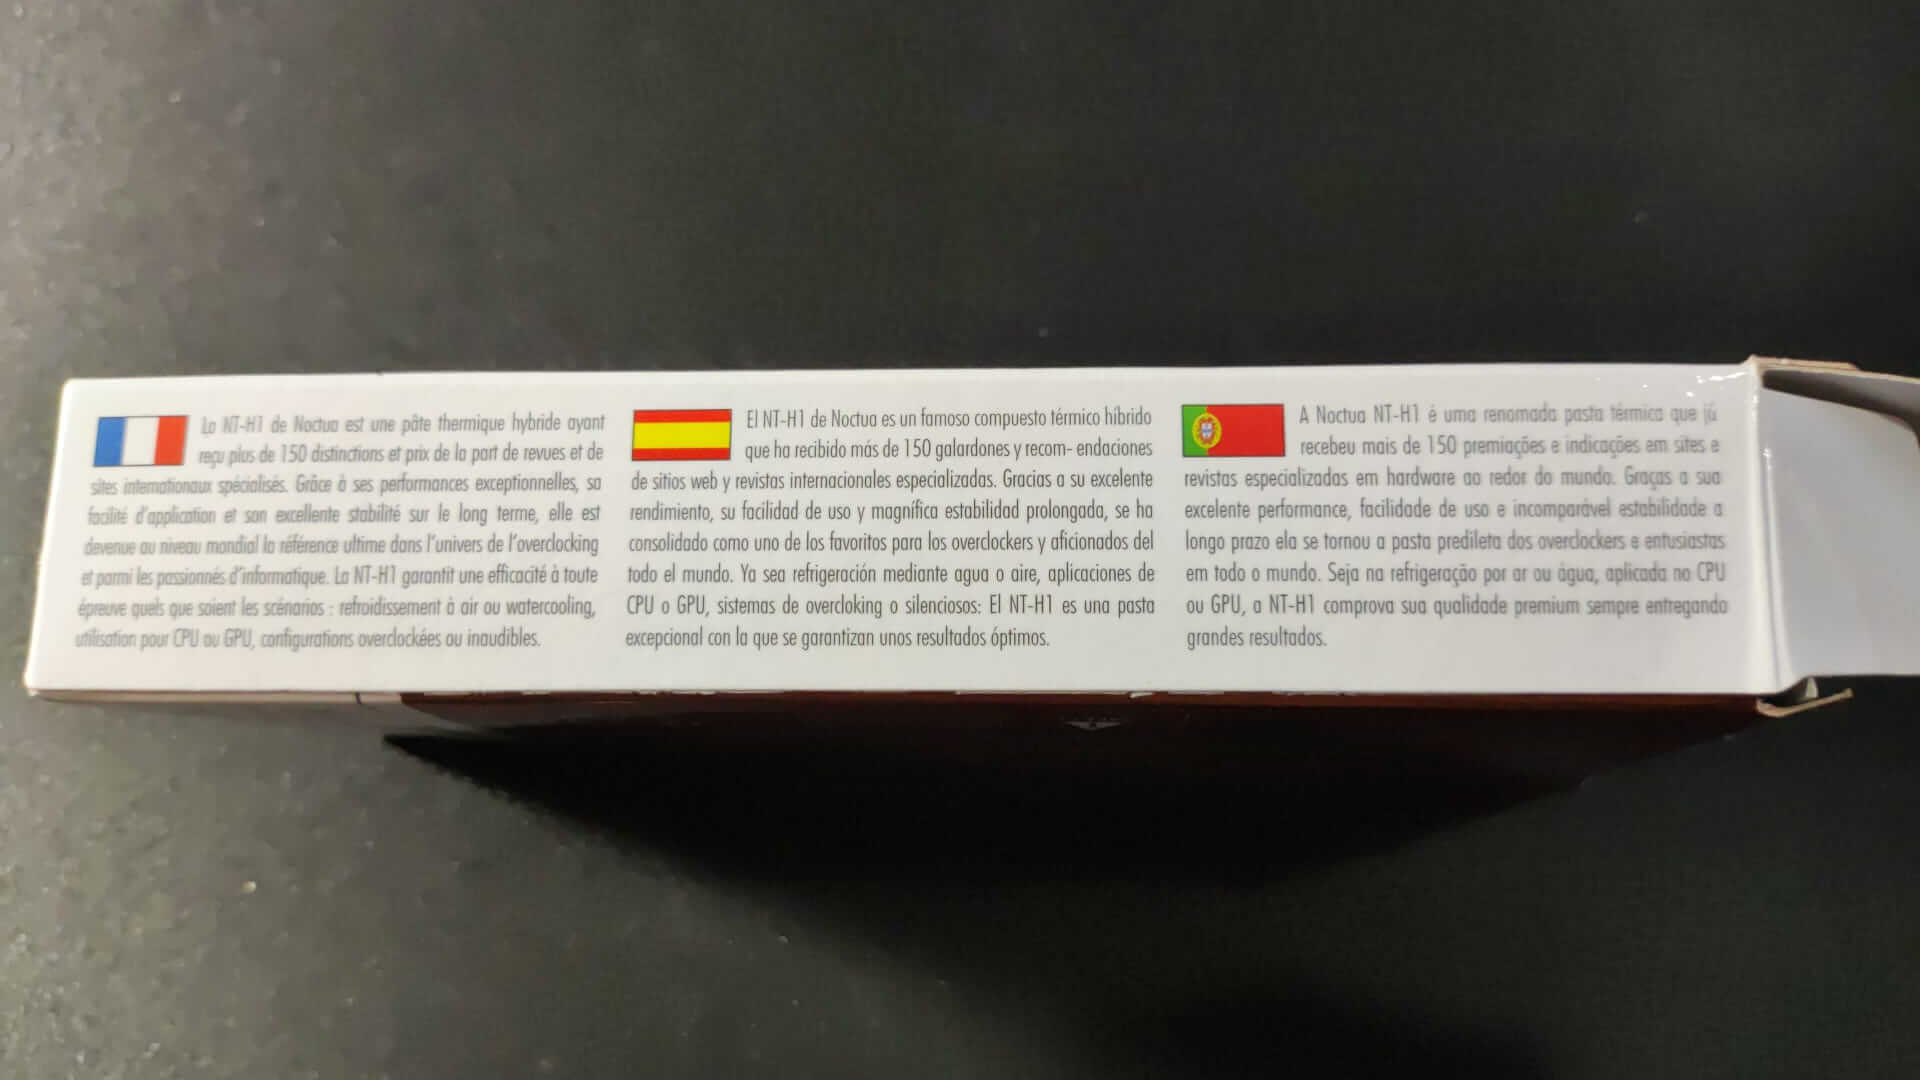 La NT-H1 de Noctua est une pâte thermique hybride ayant
reçu plus de 150 distinctions et prix de la part de revues et de
sites internationaux spécialisés. Grâce à ses performances exceptionnelles, sa
facilité d'application et son excellente stabilité sur le long terme, elle est
devenue au niveau mondial la référence ultime dans l'univers de l'overclocking
et parmi les passionnés d'informatique. La NT-H1 garantit une efficacité à toute
épreuve quels que soient les scénarios : refroidissement à air ou watercooling,
utilisation pour CPU ou GPU, configurations overclockées ou inaudibles.
El NT-H1 de Noctua es un famoso compuesto térmico híbrido
que ha recibido más de 150 galardones y recom- endaciones
de sitios web y revistas internacionales especializadas. Gracias a su excelente
rendimiento, su facilidad de uso y magnífica estabilidad prolongada, se ha
consolidado como uno de los favoritos para los overclockers y aficionados del
todo el mundo. Ya sea refrigeración mediante agua o aire, aplicaciones de
CPU o GPU, sistemas de overcloking o silenciosos: El NT-H1 es una pasta
excepcional con la que se garantizan unos resultados óptimos.
A Noctua NT-H1 é uma renomada pasta térmica que já
recebeu mais de 150 premiações e indicações em sites e
revistas especializadas em hardware ao redor do mundo. Graças a sua
excelente performance, facilidade de uso e incomparável estabilidade a
longo prazo ela se tornou a pasta predileta dos overclockers e entusiastas
em todo o mundo. Seja na refrigeração por ar ou água, aplicada no CPU
ou GPU, a NT-H1 comprova sua qualidade premium sempre entregando
grandes resultados.